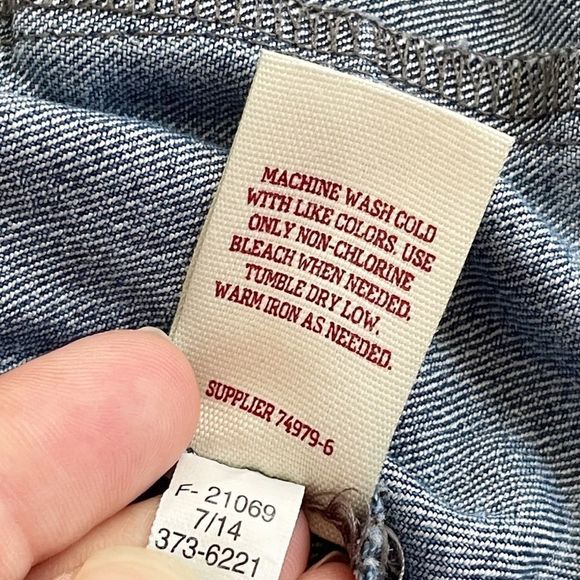 MACHINE WASH COLD
WITH LIKE COLORS. USE
ONLY NON-CHLORINE
BLEACH WHEN NEEDED.
TUMBLE DRY LOW.
WARM IRON AS NEEDED.
SUPPLIER 74979-6
F- 21069
7/14
373-6221